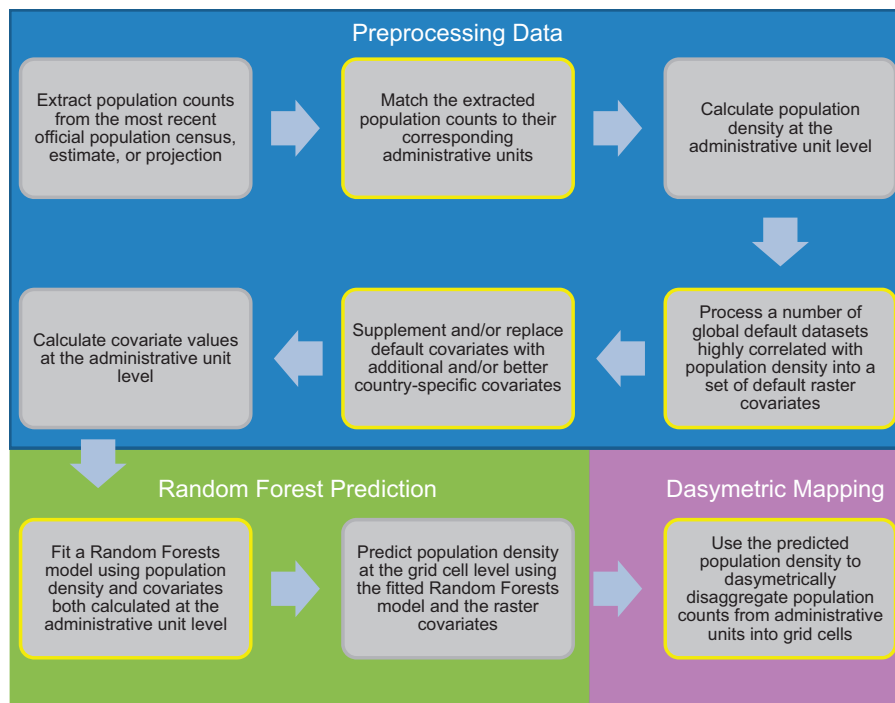 Preprocessing Data
Extract population counts
from the most recent
official population census,
estimate, or projection
Match the extracted
population counts to their
corresponding
administrative units
Calculate population
density at the
administrative unit level
Process a number of
global default datasets
highly correlated with
population density into a
set of default raster
covariates
Supplement and/or replace
default covariates with
additional and/or better
country-specific covariates
Calculate covariate values
at the administrative unit
level
Random Forest Prediction
Fit a Random Forests
model using population
density and covariates
both calculated at the
administrative unit level
Predict population density
at the grid cell level using
the fitted Random Forests
model and the raster
covariates
Dasymetric Mapping
Use the predicted
population density to
dasymetrically
disaggregate population
counts from administrative
units into grid cells